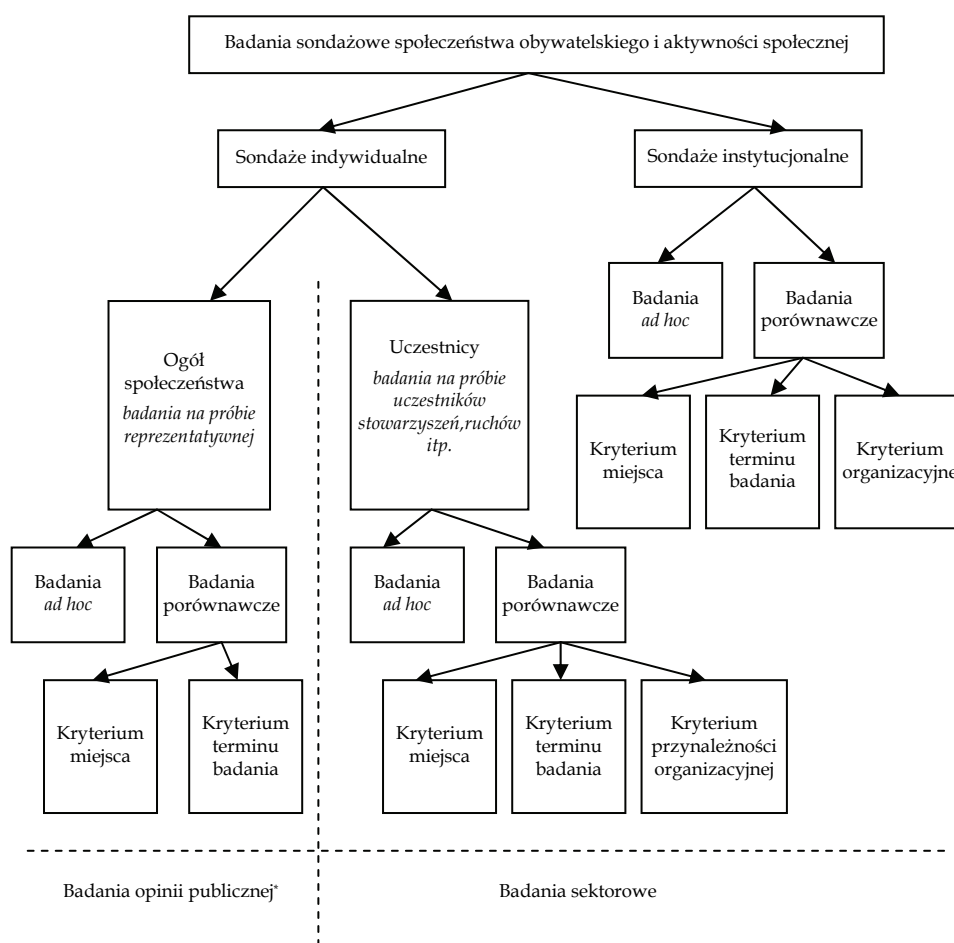 Badania sondażowe społeczeństwa obywatelskiego i aktywności społecznej
Sondaże indywidualne
Sondaże instytucjonalne
Badania
ad hoc
Badania
porównawcze
Ogół
społeczeństwa
badania na próbie
reprezentatywnej
Uczestnicy
badania na próbie
uczestników
stowarzyszeń,ruchów
itp.
Kryterium
miejsca
Kryterium
terminu
badania
Kryterium
organizacyjne
Badania
ad hoc
Badania
porównawcze
Badania
ad hoc
Badania
porównawcze
Kryterium
miejsca
Kryterium
terminu
badania
Kryterium
miejsca
Kryterium
terminu
badania
Kryterium
przynależności
organizacyjnej
Badania opinii publicznej*
Badania sektorowe